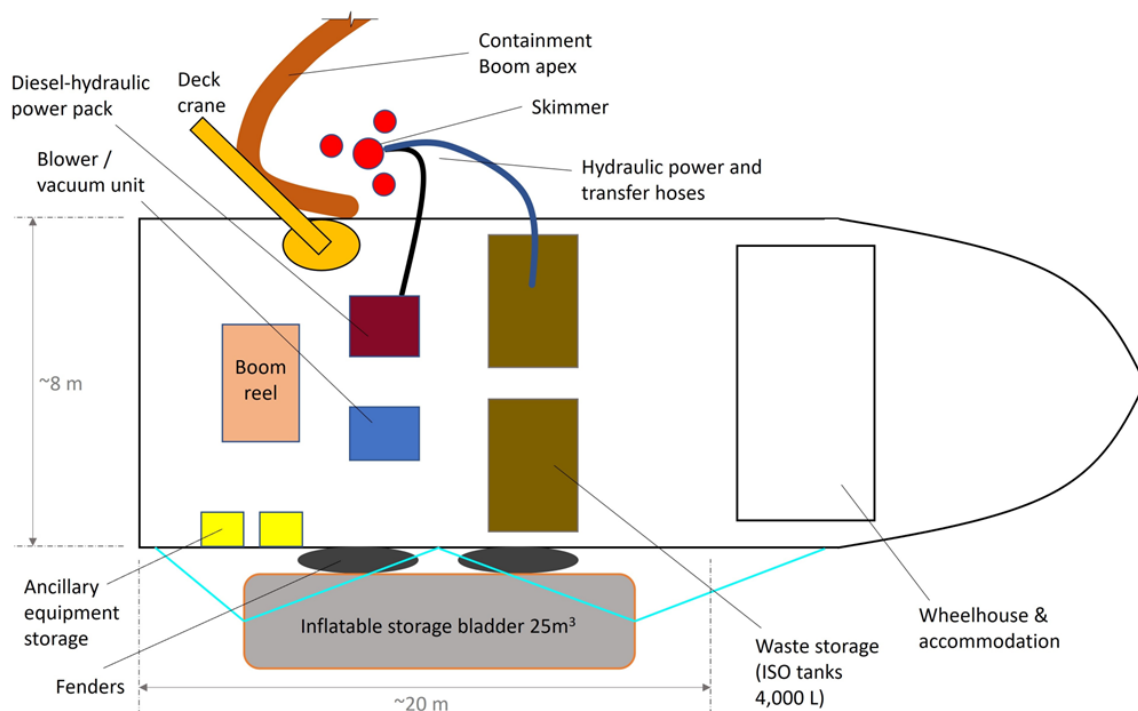 Containment
Boom apex
Diesel-hydraulic
power pack
Deck
crane
Skimmer
Blower /
vacuum unit
Hydraulic power and
transfer hoses
~8 m
Boom
reel
Ancillary
equipment
storage
Inflatable storage bladder 25m³
Wheelhouse &
accommodation
Waste storage
(ISO tanks
4,000 L)
Fenders
~20 m